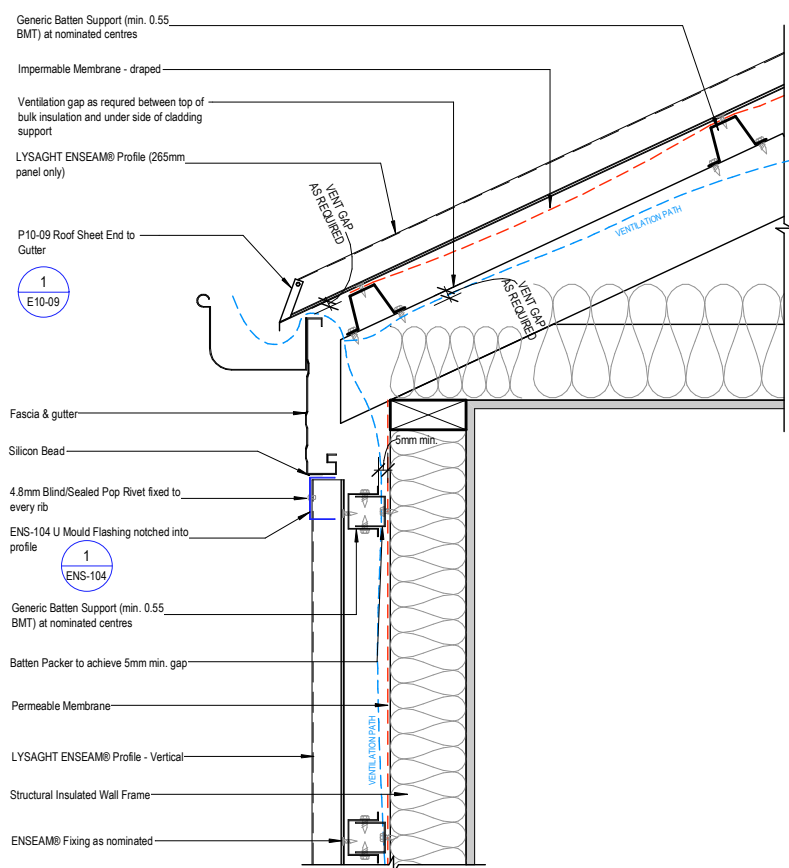 Generic Batten Support (min. 0.55
BMT) at nominated centres
Impermable Membrane - draped
Ventilation gap as requred between top of
bulk insulation and under side of cladding
support
LYSAGHT ENSEAM® Profile (265mm
panel only)
P10-09 Roof Sheet End to
Gutter
1
E10-09
Fascia & gutter
Silicon Bead
4.8mm Blind/Sealed Pop Rivet fixed to
every rib
ENS-104 U Mould Flashing notched into
profile
1
ENS-104
Generic Batten Support (min. 0.55
BMT) at nominated centres
Batten Packer to achieve 5mm min. gap
Permeable Membrane
LYSAGHT ENSEAM® Profile - Vertical
Structural Insulated Wall Frame
ENSEAM® Fixing as nominated
VENT GAP
AS REQUIRED
VENTILATION PATH
VENT GAP
AS REQUIRED
5mm min.
VENTILATION PATH